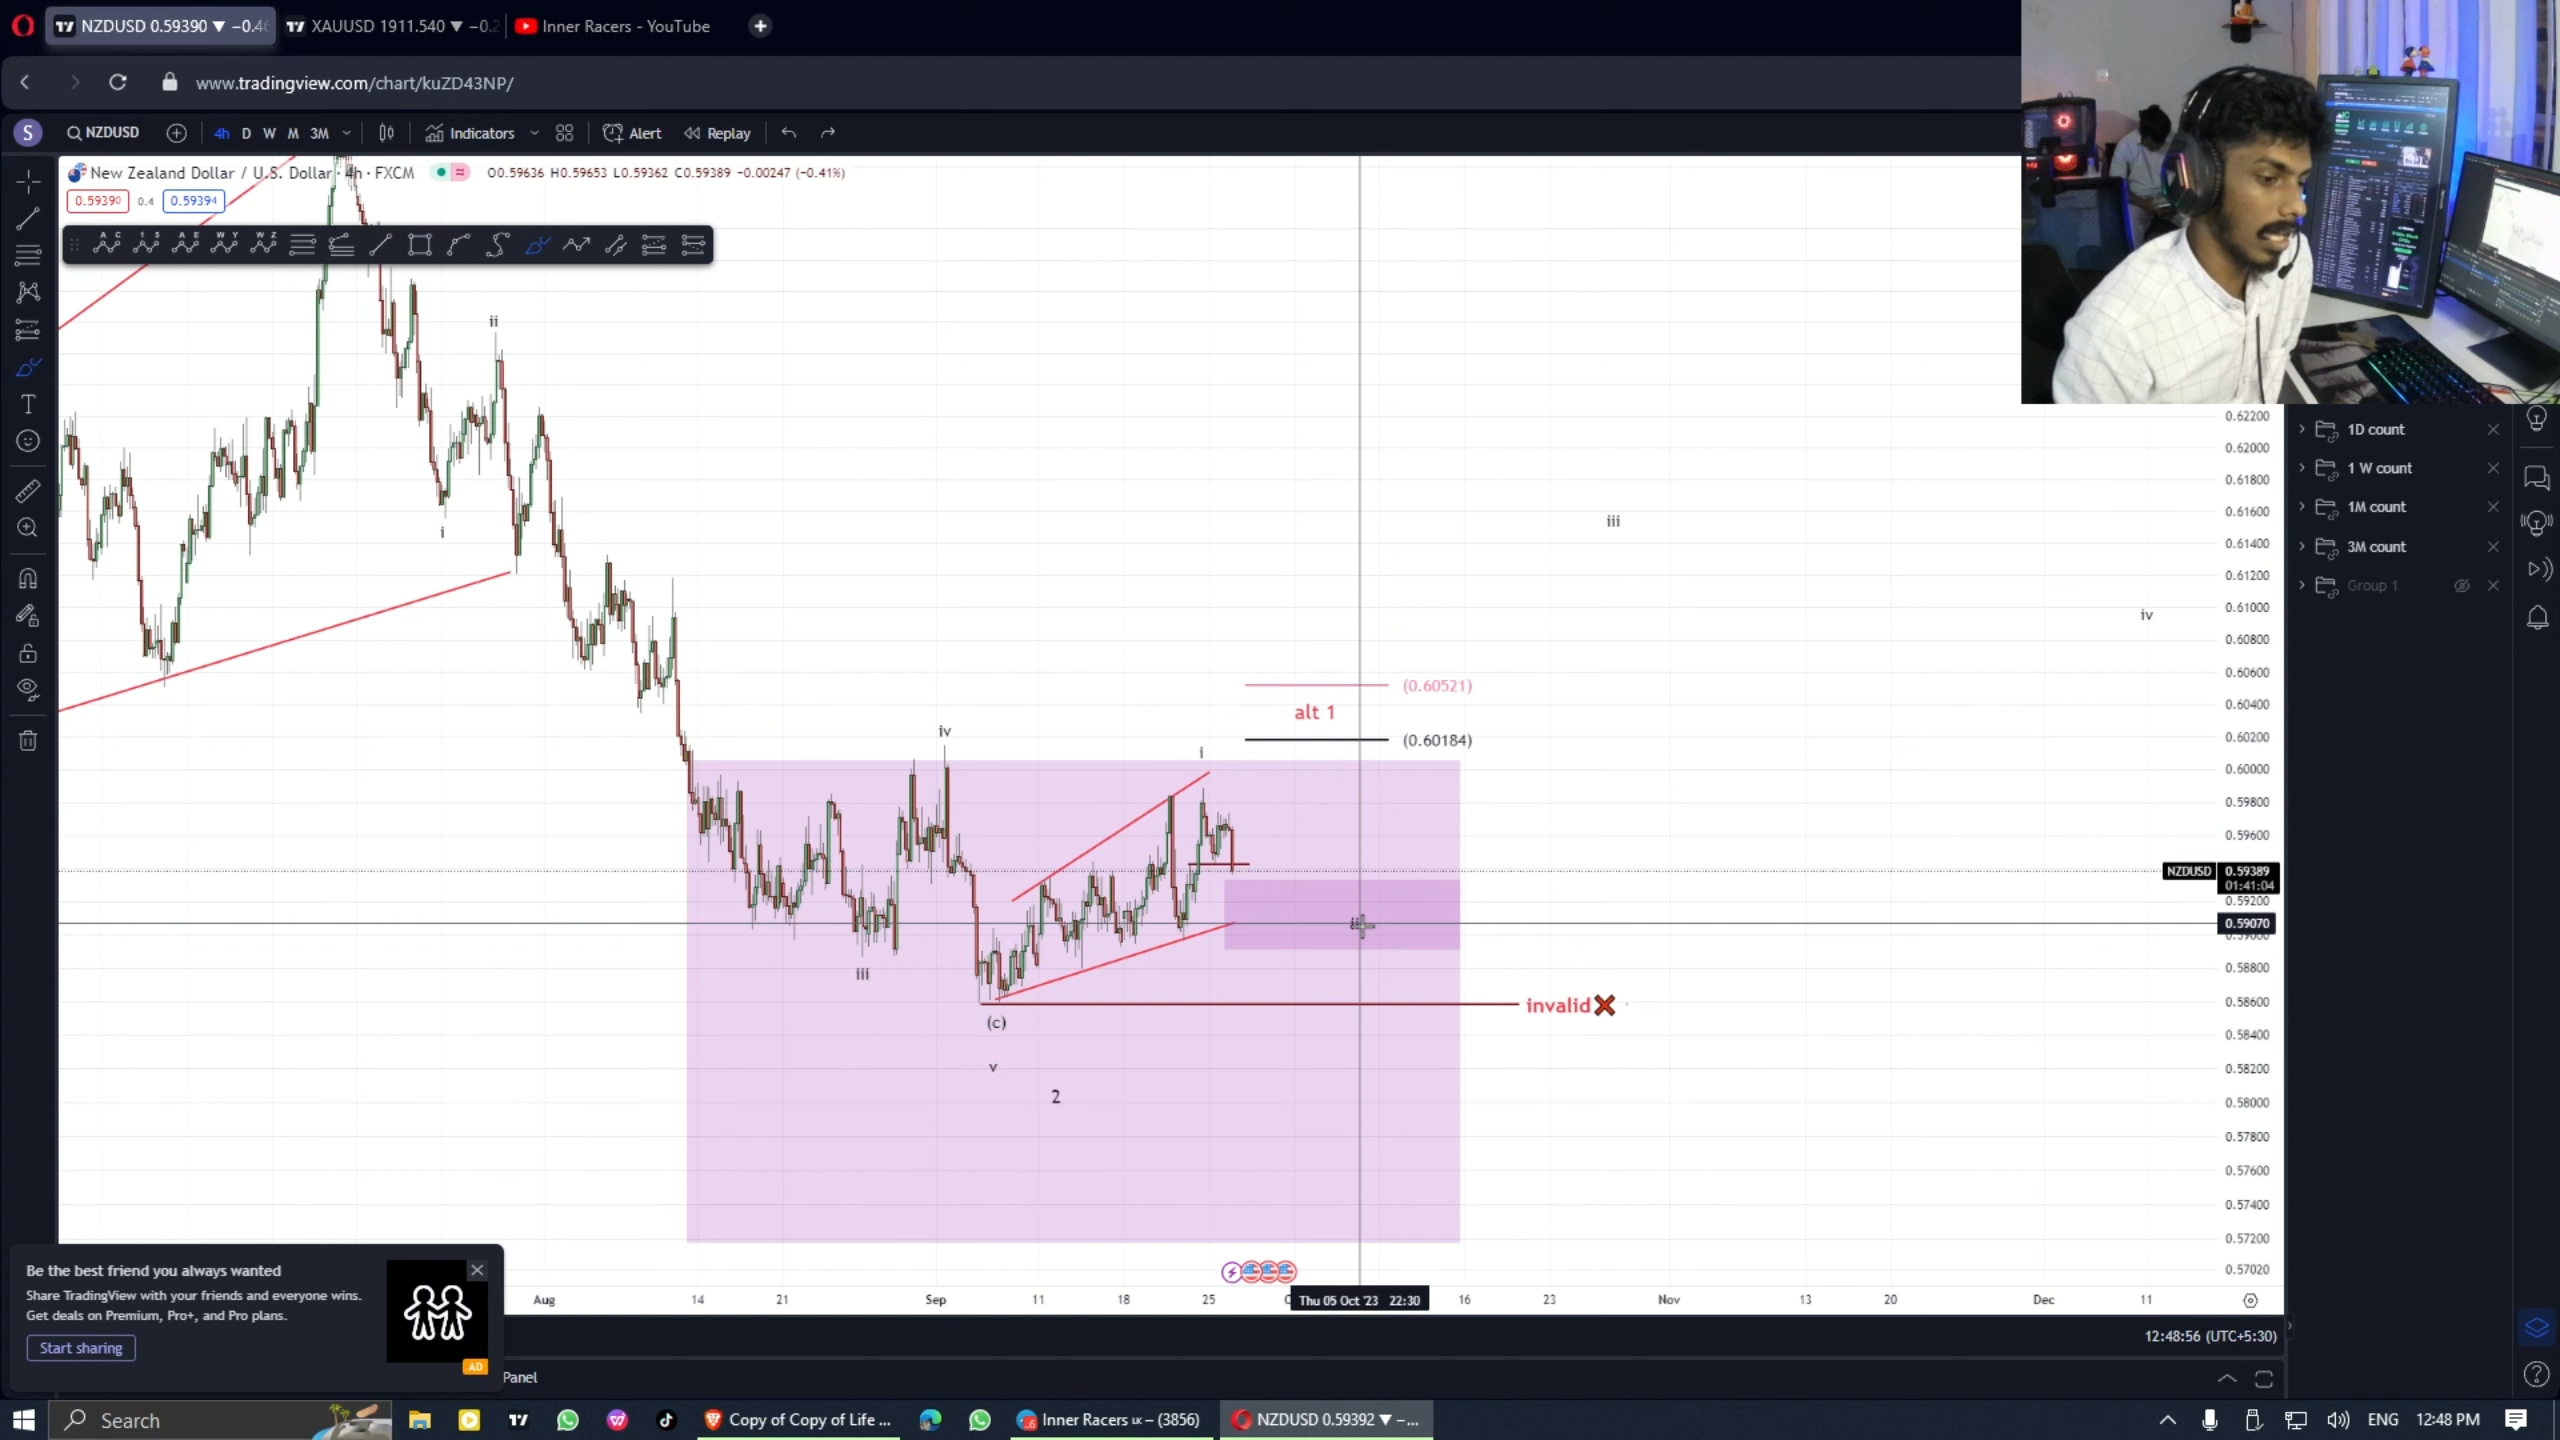 NZDUSD 0.59390 ▼ −0.4
XAUUSD 1911.540 ▼ −0.2
Inner Racers - YouTube
www.tradingview.com/chart/kuZD43NP/
S
NZDUSD
4h D W M 3M
Indicators
Alert
Replay
New Zealand Dollar / U.S. Dollar · 4h · FXCM
O0.59636 H0.59653 L0.59362 C0.59389 −0.00247 (−0.41%)
0.59390
0.4
0.59394
ii
i
iii
iv
(0.60521)
alt 1
(0.60184)
iv
i
iii
invalid❌
(c)
v
2
0.62200
0.62000
0.61800
0.61600
0.61400
0.61200
0.61000
0.60800
0.60600
0.60400
0.60200
0.60000
0.59800
0.59600
NZDUSD 0.59389
01:41:04
0.59200
0.59070
0.58800
0.58600
0.58400
0.58200
0.58000
0.57800
0.57600
0.57400
0.57200
0.57020
1D count
1 W count
1M count
3M count
Group 1
Aug 14 21 Sep 11 18 25
Thu 05 Oct '23 22:30
16 23 Nov 13 20 Dec 11
12:48:56 (UTC+5:30)
Panel
Be the best friend you always wanted
Share TradingView with your friends and everyone wins.
Get deals on Premium, Pro+, and Pro plans.
Start sharing
AD
Search
Copy of Copy of Life ...
Inner Racers LK – (3856)
NZDUSD 0.59392 ▼ –...
ENG
12:48 PM